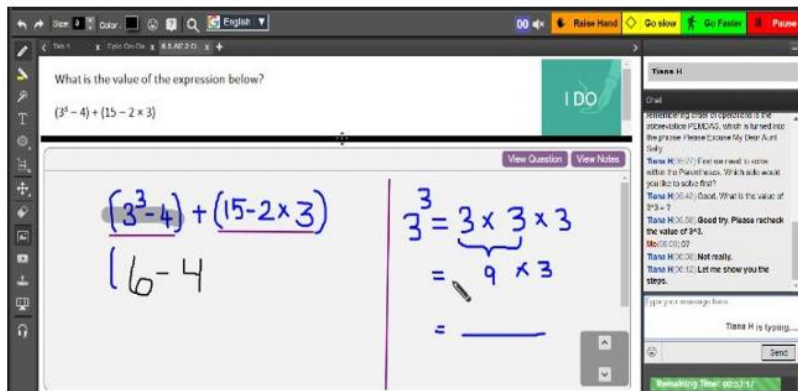 Size:
Color:
English
Raise Hand
Go slow
Go Faster
Pause
What is the value of the expression below?
(3³ − 4) + (15 − 2 × 3)
I DO
View Question
View Notes
(3³-4) + (15-2×3)
(6-4
3³ = 3 × 3 × 3
= 9 × 3
=
Tiana H
Chat
remembering order of operations is the
abbreviation PEMDAS, which is turned into
the phrase Please Excuse My Dear Aunt
Sally.
Tiana H First we need to solve
within the Parentheses. Which side would
you like to solve first?
Tiana H Good. What is the value of
3^3 = ?
Tiana H Good try. Please recheck
the value of 3^3.
Tiana H Not really.
Tiana H Let me show you the
steps.
Type your message here
Tiana H is typing....
Send
Remaining Time: